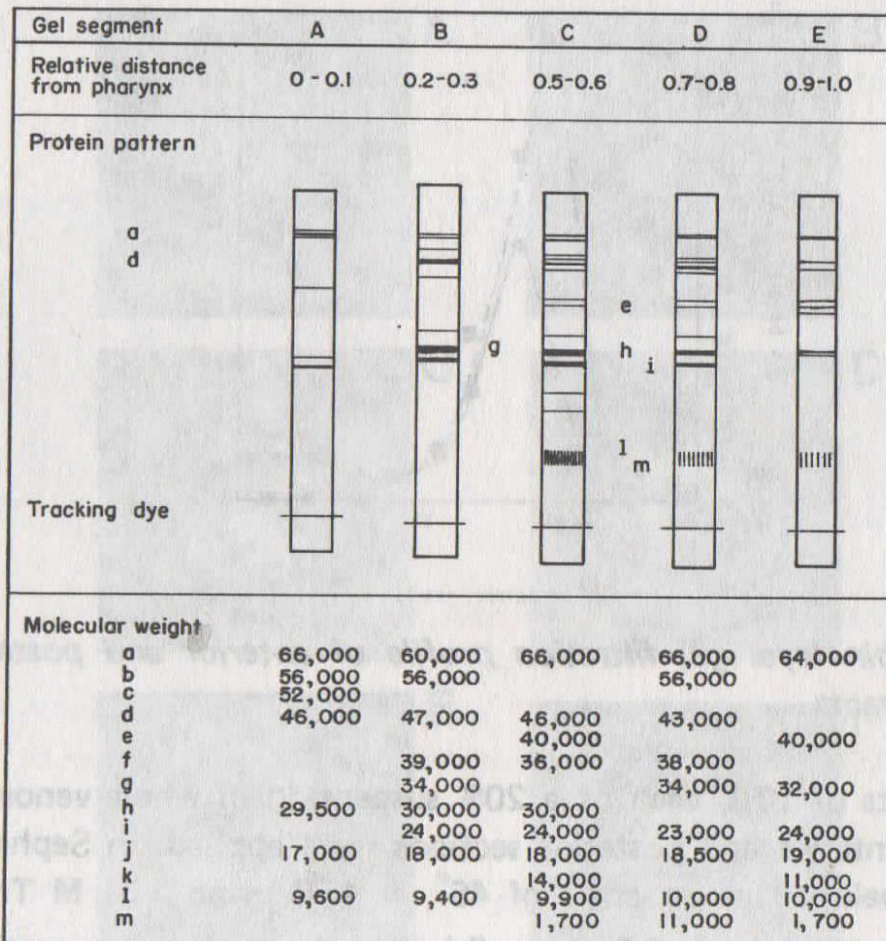 Gel segment A B C D E
Relative distance
from pharynx 0-0.1 0.2-0.3 0.5-0.6 0.7-0.8 0.9-1.0
Protein pattern
a
d
e
g h
i
l
m
Tracking dye
Molecular weight
a 66,000 60,000 66,000 66,000 64,000
b 56,000 56,000 56,000
c 52,000
d 46,000 47,000 46,000 43,000
e 40,000 40,000
f 39,000 36,000 38,000
g 34,000 34,000 32,000
h 29,500 30,000 30,000
i 24,000 24,000 23,000 24,000
j 17,000 18,000 18,000 18,500 19,000
k 14,000 11,000
l 9,600 9,400 9,900 10,000 10,000
m 1,700 11,000 1,700